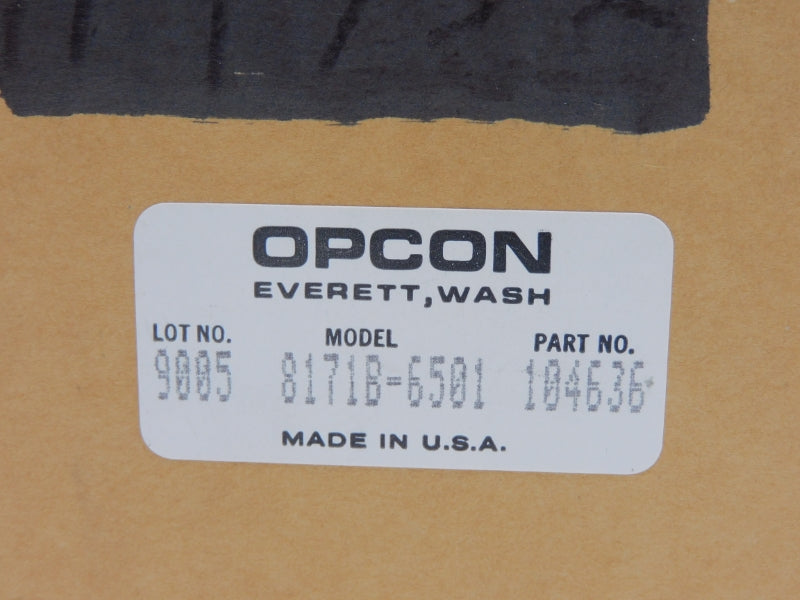 OPCON
EVERETT, WASH
LOT NO. MODEL PART NO.
9005 8171B-6501 104636
MADE IN U.S.A.